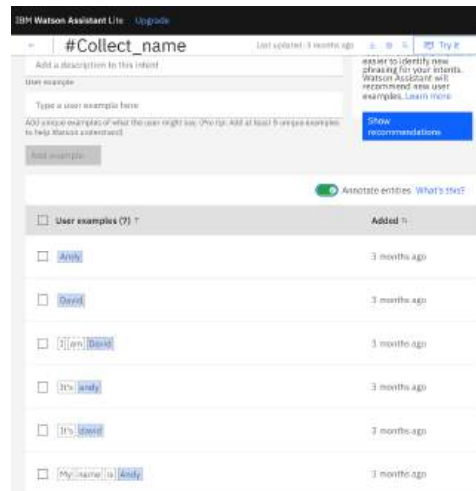 IBM Watson Assistant Lite Upgrade
#Collect_name
Last updated: 3 months ago
Try it
Add a description to this intent
User example
Type a user example here
Add unique examples of what the user might say. (Pro tip: Add at least 5 unique examples
to help Watson understand)
Add example
easier to identify new
phrasing for your intents.
Watson Assistant will
recommend new user
examples. Learn more
Show
recommendations
Annotate entities What's this?
User examples (7) ↑
Added
Andy
3 months ago
David
3 months ago
I am David
3 months ago
It's andy
3 months ago
It's david
3 months ago
My name is Andy
3 months ago